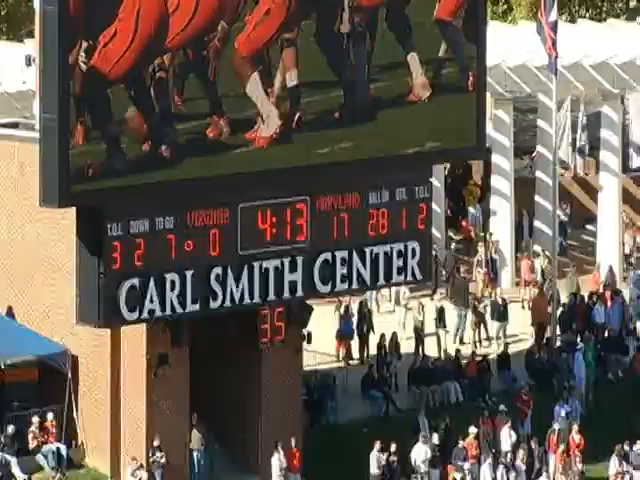 T.O.L DOWN TO GO VIRGINIA 4:13 MARYLAND BALL ON QTR. T.O.L
3 2 7 0 17 28 1 2
CARL SMITH CENTER
35